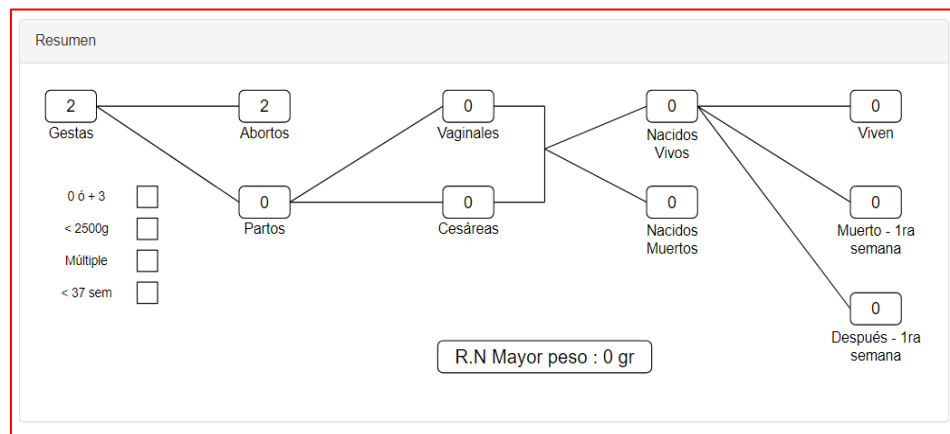 Resumen
2
Gestas
2
Abortos
0
Vaginales
0
Nacidos
Vivos
0
Viven
0 ó + 3
< 2500g
Múltiple
< 37 sem
0
Partos
0
Cesáreas
0
Nacidos
Muertos
0
Muerto - 1ra
semana
0
Después - 1ra
semana
R.N Mayor peso : 0 gr